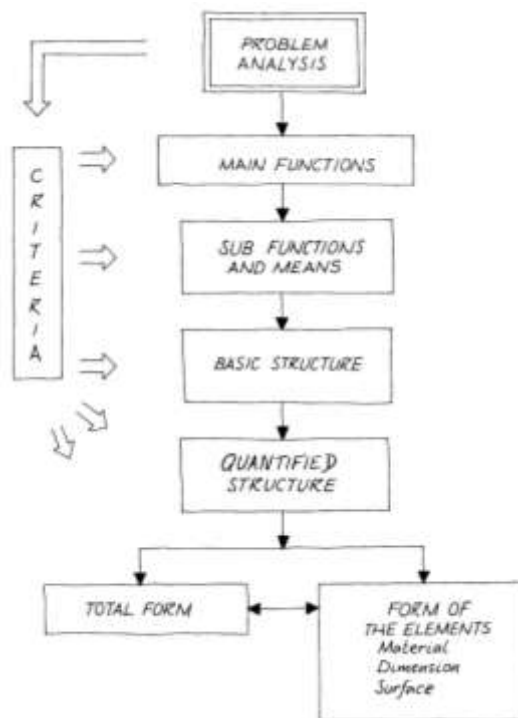 PROBLEM
ANALYSIS
CRITERIA
MAIN FUNCTIONS
SUB FUNCTIONS
AND MEANS
BASIC STRUCTURE
QUANTIFIED
STRUCTURE
TOTAL FORM
FORM OF
THE ELEMENTS
Material
Dimension
Surface